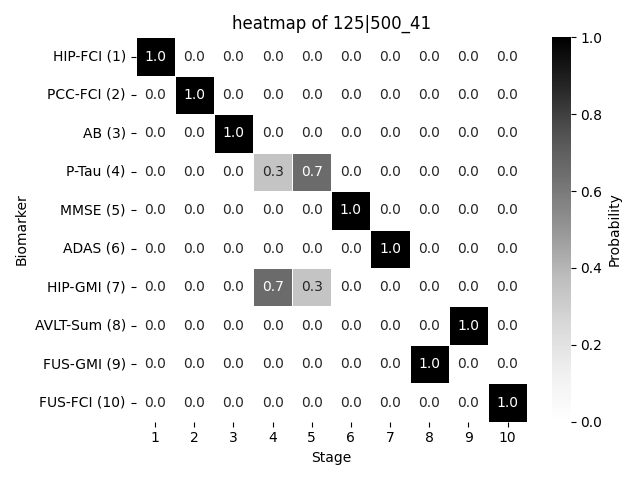 heatmap of 125|500_41
HIP-FCI (1) 1.0 0.0 0.0 0.0 0.0 0.0 0.0 0.0 0.0 0.0
PCC-FCI (2) 0.0 1.0 0.0 0.0 0.0 0.0 0.0 0.0 0.0 0.0
AB (3) 0.0 0.0 1.0 0.0 0.0 0.0 0.0 0.0 0.0 0.0
P-Tau (4) 0.0 0.0 0.0 0.3 0.7 0.0 0.0 0.0 0.0 0.0
MMSE (5) 0.0 0.0 0.0 0.0 0.0 1.0 0.0 0.0 0.0 0.0
ADAS (6) 0.0 0.0 0.0 0.0 0.0 0.0 1.0 0.0 0.0 0.0
HIP-GMI (7) 0.0 0.0 0.0 0.7 0.3 0.0 0.0 0.0 0.0 0.0
AVLT-Sum (8) 0.0 0.0 0.0 0.0 0.0 0.0 0.0 0.0 1.0 0.0
FUS-GMI (9) 0.0 0.0 0.0 0.0 0.0 0.0 0.0 1.0 0.0 0.0
FUS-FCI (10) 0.0 0.0 0.0 0.0 0.0 0.0 0.0 0.0 0.0 1.0
1 2 3 4 5 6 7 8 9 10
Stage
Biomarker
1.0
0.8
0.6
0.4
0.2
0.0
Probability